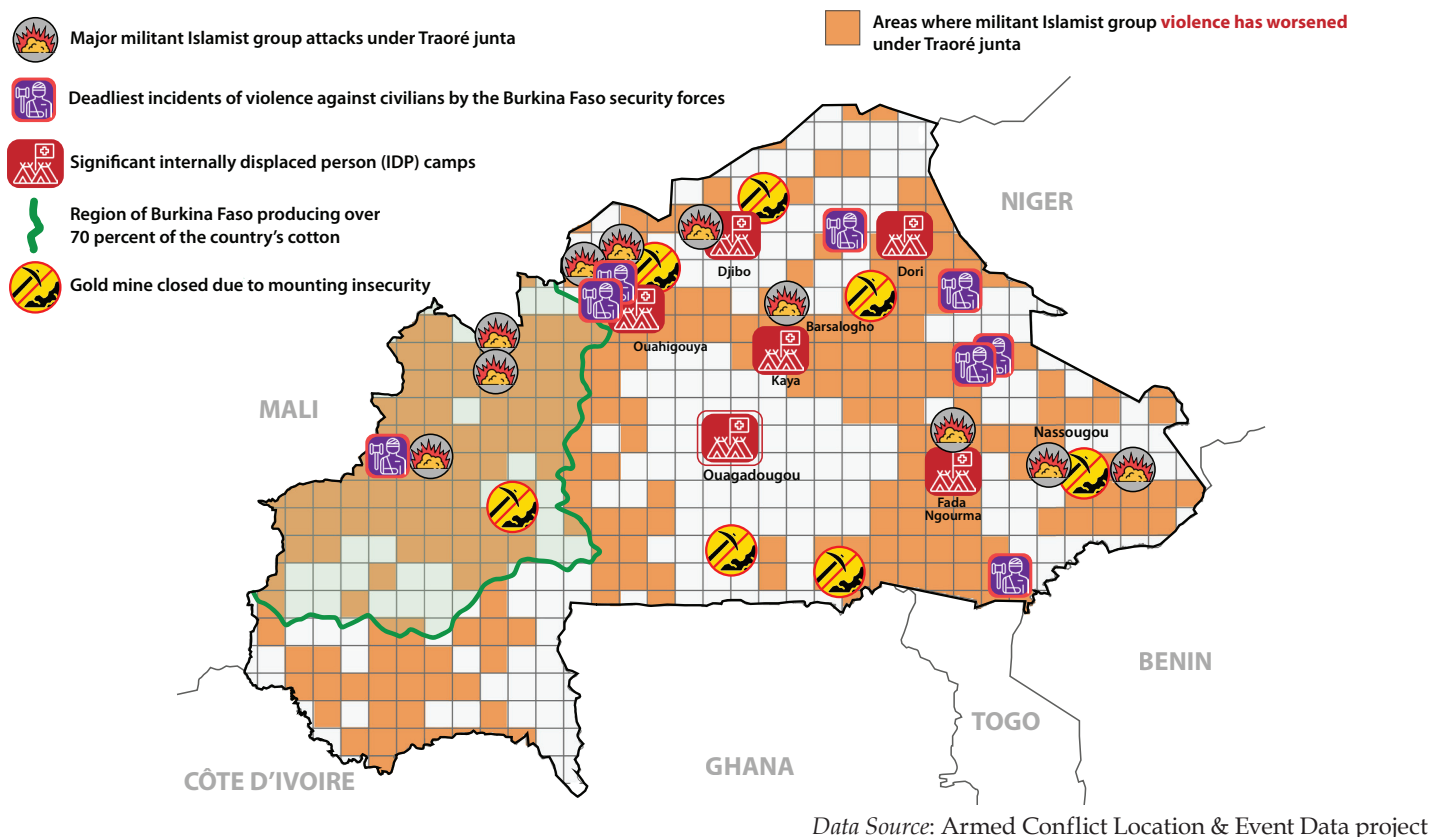 Major militant Islamist group attacks under Traoré junta
Deadliest incidents of violence against civilians by the Burkina Faso security forces
Significant internally displaced person (IDP) camps
Region of Burkina Faso producing over
70 percent of the country's cotton
Gold mine closed due to mounting insecurity
Areas where militant Islamist group violence has worsened
under Traoré junta
NIGER
Djibo
Dori
Barsalogho
Ouahigouya
Kaya
MALI
Nassougou
Ouagadougou
Fada
Ngourma
BENIN
TOGO
GHANA
CÔTE D'IVOIRE
Data Source: Armed Conflict Location & Event Data project